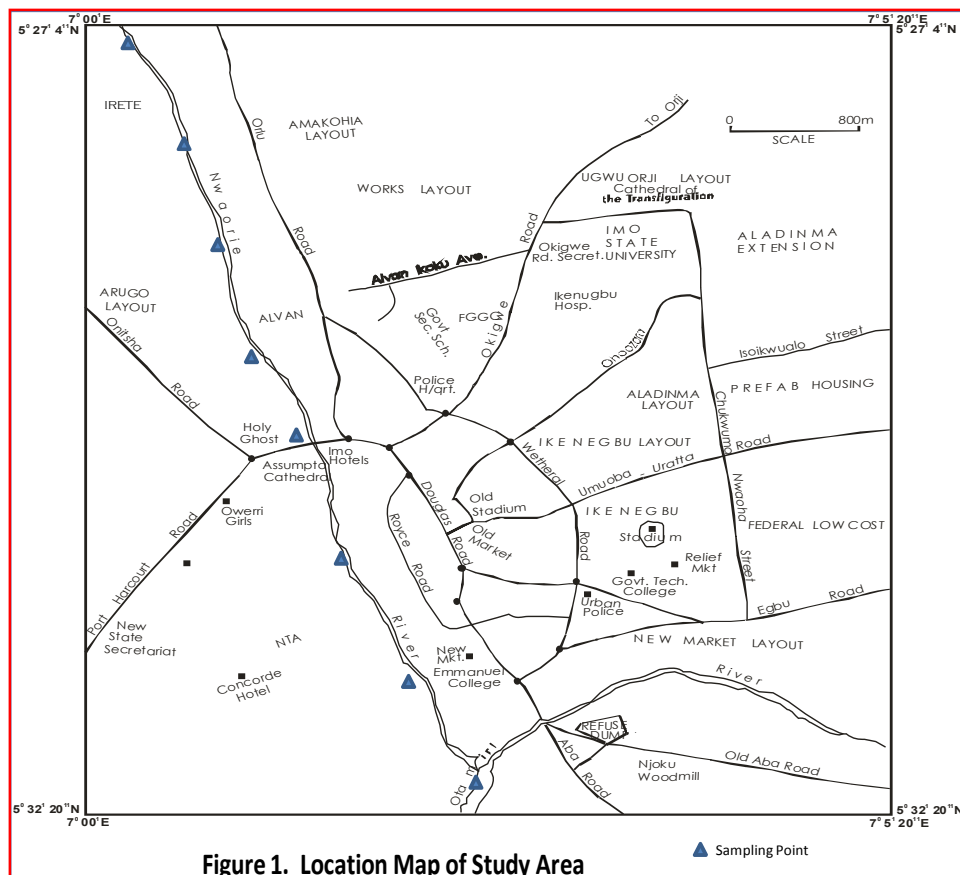 7° 00' E
7° 5' 20" E
5° 27' 4" N
5° 27' 4" N
IRETE
Orlu
AMAKOHIA
LAYOUT
To Orji
0 800m
SCALE
Nwaorie
WORKS LAYOUT
UGWU ORJI LAYOUT
Cathedral of
the Transfiguration
Road
Road
IMO
STATE
UNIVERSITY
ALADINMA
EXTENSION
Okigwe
Rd. Secret.
Alvan Ikoku Ave.
ARUGO
LAYOUT
ALVAN
Govt
Sec. Sch.
FGGC
Okigwe
Ikenugbu
Hosp.
Onitsha
Road
Isoikwualo Street
Police
H/qrt.
ALADINMA
LAYOUT
PREFAB HOUSING
Chukwuma
Holy
Ghost
Imo
Hotels
Assumpta
Cathedral
Wetheral
IKENEGBU LAYOUT
Umuoba - Uratta Road
Nwaoha
Owerri
Girls
Douglas
Road
Royce
Road
Old
Stadium
Old
Market
Road
IKENEGBU
Stadium
FEDERAL LOW COST
Relief
Mkt
Govt. Tech.
College
Street
Port Harcourt Road
Urban
Police
Egbu Road
New
State
Secretariat
NTA
River
New
Mkt.
Emmanuel
College
NEW MARKET LAYOUT
Concorde
Hotel
River
REFUSE
DUMP
Otamiri
Aba
Road
Njoku
Woodmill
Old Aba Road
5° 32' 20" N
5° 32' 20" N
7° 00' E
7° 5' 20" E
Figure 1. Location Map of Study Area
Sampling Point